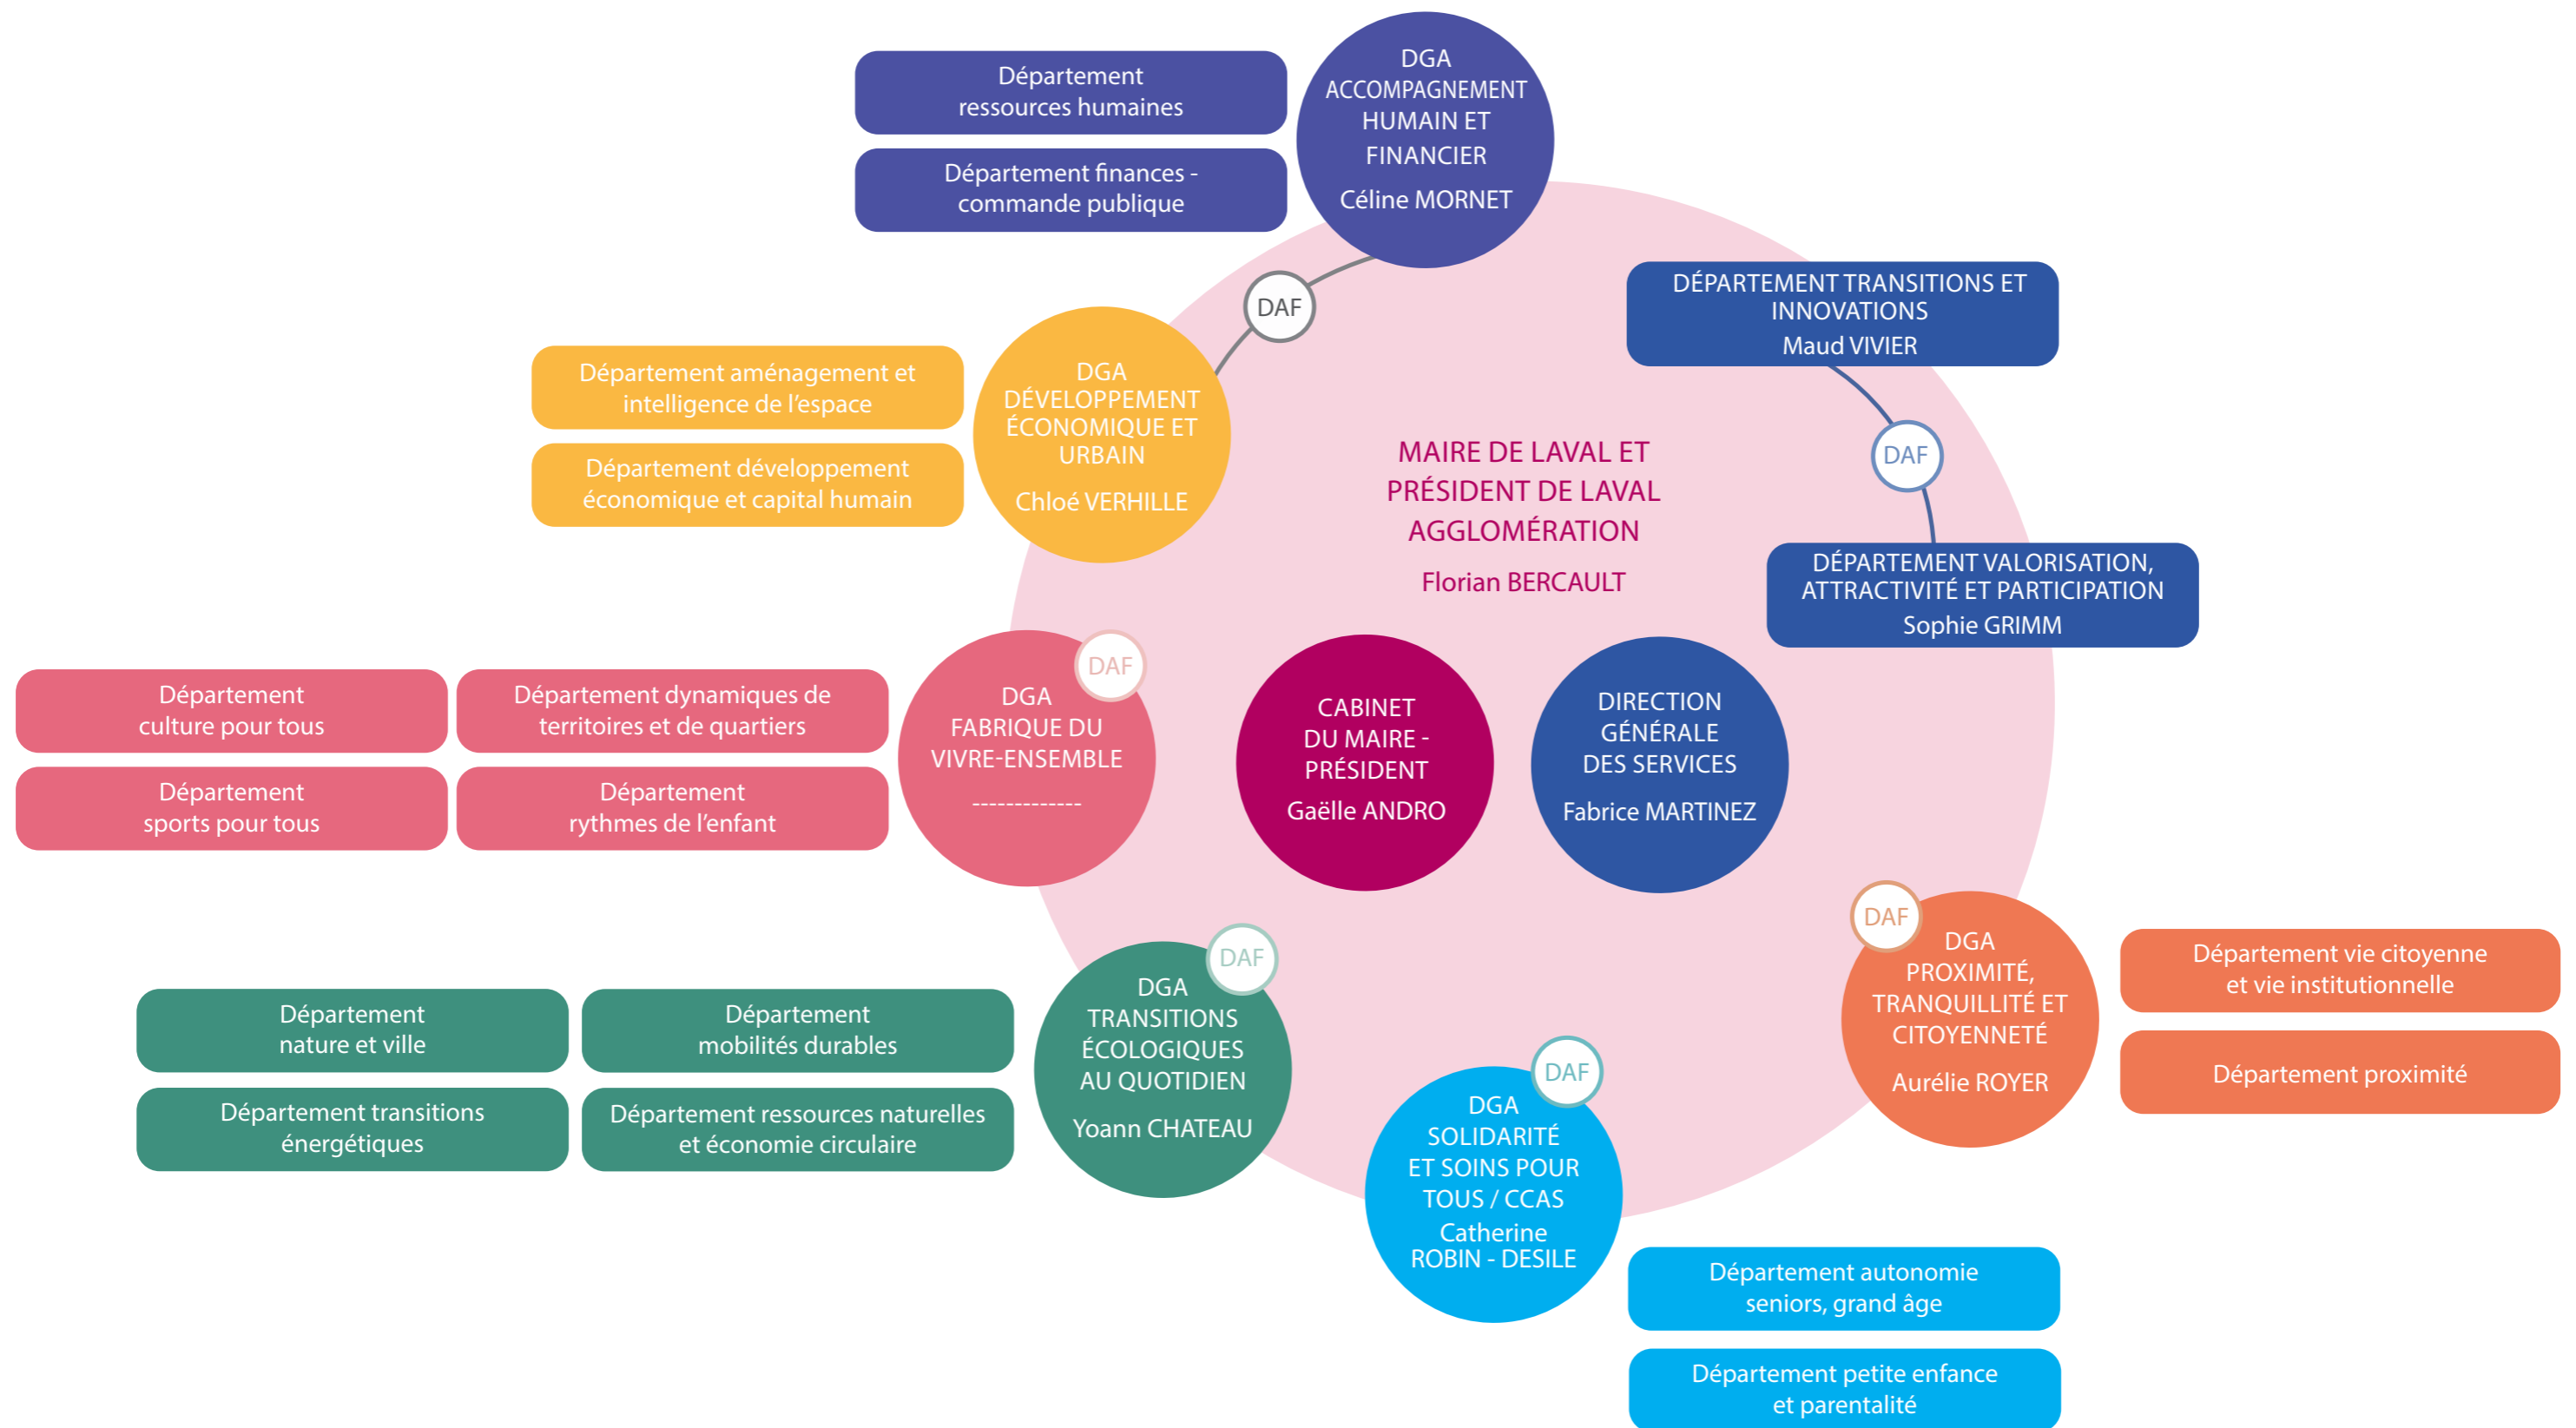 DGA
ACCOMPAGNEMENT
HUMAIN ET
FINANCIER
Céline MORNET
Département
ressources humaines
Département finances -
commande publique
DAF
DGA
DÉVELOPPEMENT
ÉCONOMIQUE ET
URBAIN
Chloé VERHILLE
Département aménagement et
intelligence de l’espace
Département développement
économique et capital humain
DÉPARTEMENT TRANSITIONS ET
INNOVATIONS
Maud VIVIER
DAF
DÉPARTEMENT VALORISATION,
ATTRACTIVITÉ ET PARTICIPATION
Sophie GRIMM
MAIRE DE LAVAL ET
PRÉSIDENT DE LAVAL
AGGLOMÉRATION
Florian BERCAULT
CABINET
DU MAIRE -
PRÉSIDENT
Gaëlle ANDRO
DIRECTION
GÉNÉRALE
DES SERVICES
Fabrice MARTINEZ
DAF
DGA
FABRIQUE DU
VIVRE-ENSEMBLE
-------------
Département
culture pour tous
Département dynamiques de
territoires et de quartiers
Département
sports pour tous
Département
rythmes de l’enfant
DAF
DGA
TRANSITIONS
ÉCOLOGIQUES
AU QUOTIDIEN
Yoann CHATEAU
Département
nature et ville
Département
mobilités durables
Département transitions
énergétiques
Département ressources naturelles
et économie circulaire
DAF
DGA
PROXIMITÉ,
TRANQUILLITÉ ET
CITOYENNETÉ
Aurélie ROYER
Département vie citoyenne
et vie institutionnelle
Département proximité
DAF
DGA
SOLIDARITÉ
ET SOINS POUR
TOUS / CCAS
Catherine
ROBIN - DESILE
Département autonomie
seniors, grand âge
Département petite enfance
et parentalité